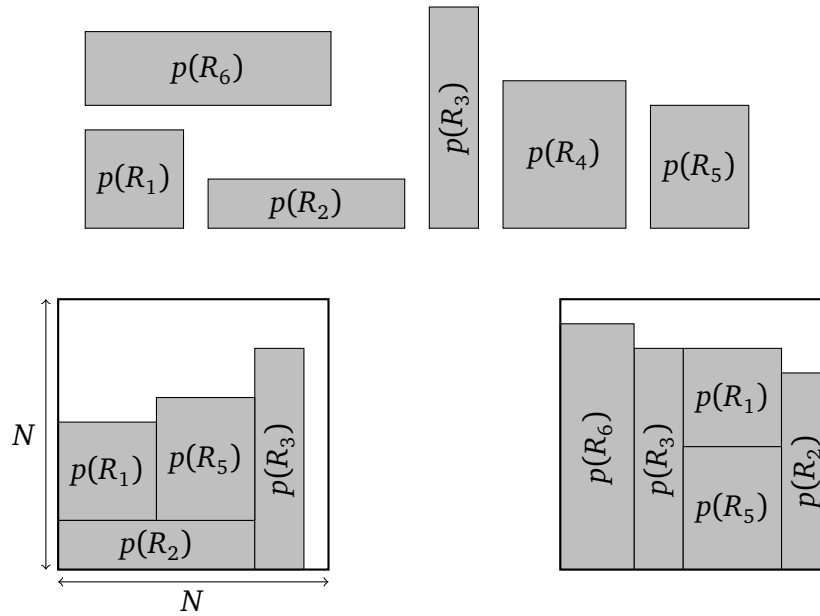 p(R₆)
p(R₃)
p(R₄)
p(R₁)
p(R₅)
p(R₂)
N
p(R₁)
p(R₅)
p(R₃)
p(R₂)
N
p(R₆)
p(R₃)
p(R₁)
p(R₅)
p(R₂)